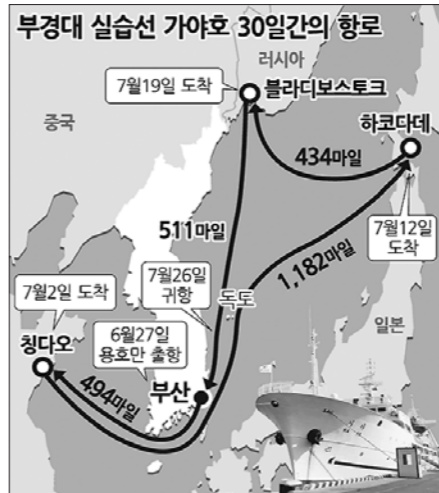 부경대 실습선 가야호 30일간의 항로
러시아
7월19일 도착
블라디보스토크
중국
하코다데
434마일
511마일
7월12일
도착
1,182마일
7월26일
귀항
독도
7월2일 도착
일본
6월27일
용호만 출항
칭다오
부산
494마일